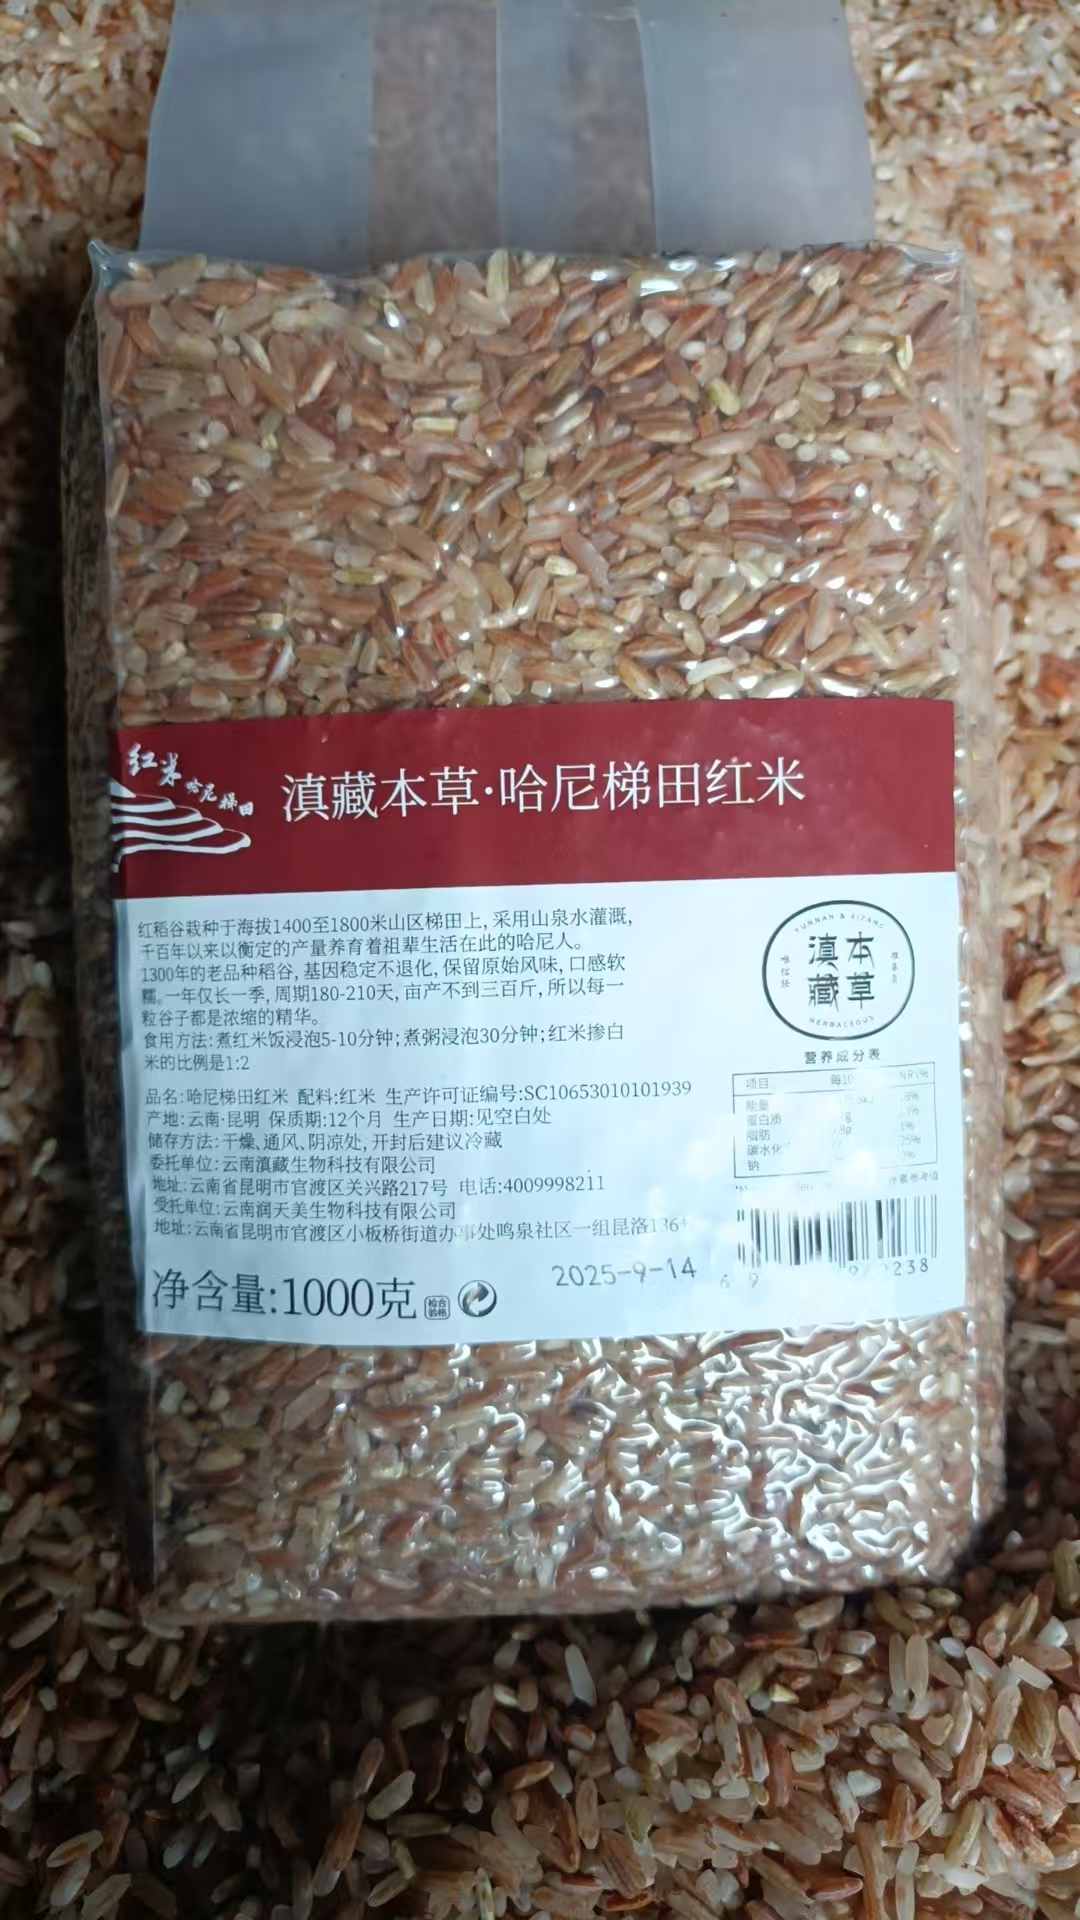 红米
哈尼梯田
滇藏本草·哈尼梯田红米
红稻谷栽种于海拔1400至1800米山区梯田上,采用山泉水灌溉,
千百年以来以衡定的产量养育着祖辈生活在此的哈尼人。
1300年的老品种稻谷,基因稳定不退化,保留原始风味,口感软
糯。一年仅长一季,周期180-210天,亩产不到三百斤,所以每一
粒谷子都是浓缩的精华。
食用方法:煮红米饭浸泡5-10分钟;煮粥浸泡30分钟;红米掺白
米的比例是1:2
品名:哈尼梯田红米 配料:红米 生产许可证编号:SC10653010101939
产地:云南·昆明 保质期:12个月 生产日期:见空白处
储存方法:干燥、通风、阴凉处,开封后建议冷藏
委托单位:云南滇藏生物科技有限公司
地址:云南省昆明市官渡区关兴路217号 电话:4009998211
受托单位:云南润天美生物科技有限公司
地址:云南省昆明市官渡区小板桥街道办事处鸣泉社区一组昆洛136
净含量:1000克
检验合格
2025-9-14
YUNNAN & XIZANG
滇藏
本草
HERBACEOUS
营养成分表
项目 NRV%
能量
蛋白质
脂肪
碳水化
钠
6 9 238